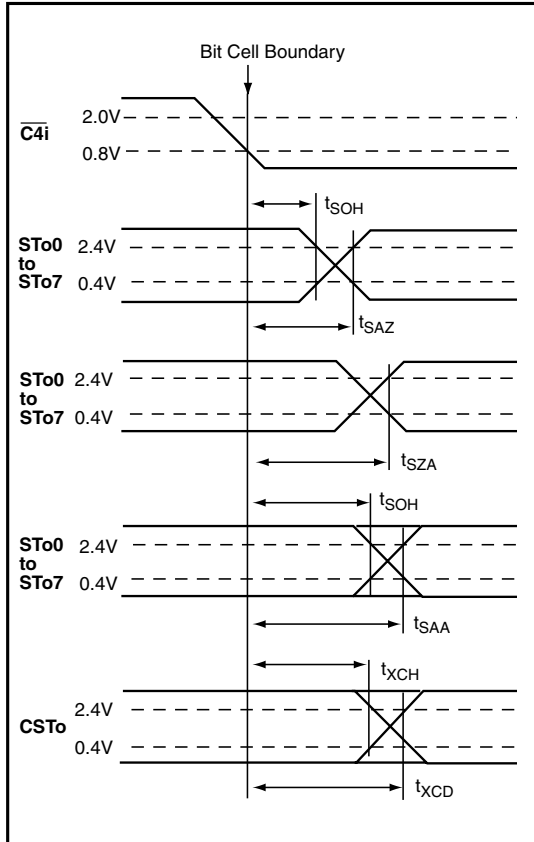 Bit Cell Boundary
C4i
2.0V
0.8V
tSOH
STo0
to
STo7
2.4V
0.4V
tSAZ
STo0
to
STo7
2.4V
0.4V
tSZA
tSOH
STo0
to
STo7
2.4V
0.4V
tSAA
tXCH
CSTo
2.4V
0.4V
tXCD